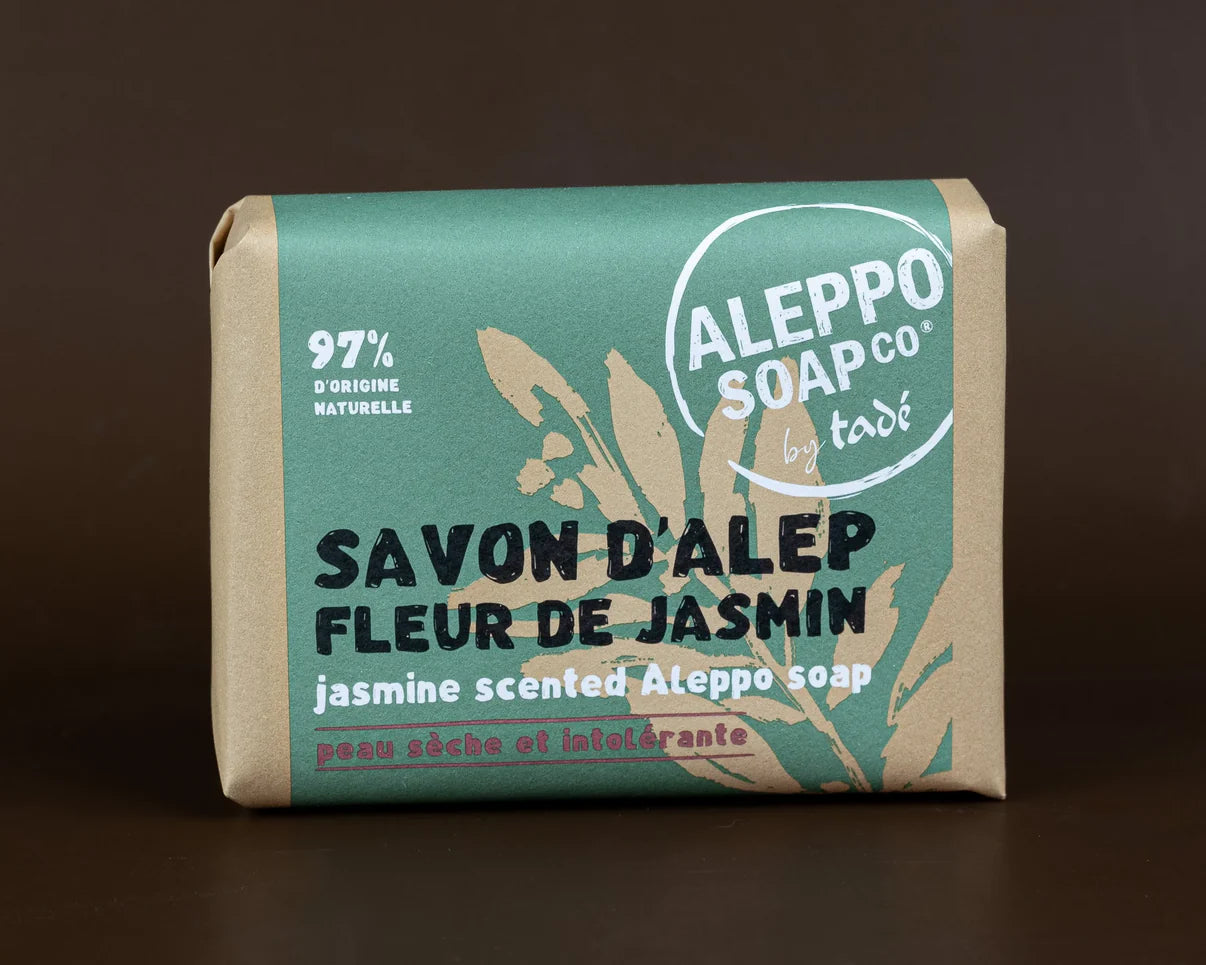 ALEPPO
SOAP CO®
by tadé
97%
D'ORIGINE
NATURELLE
SAVON D'ALEP
FLEUR DE JASMIN
jasmine scented Aleppo soap
peau sèche et intolérante